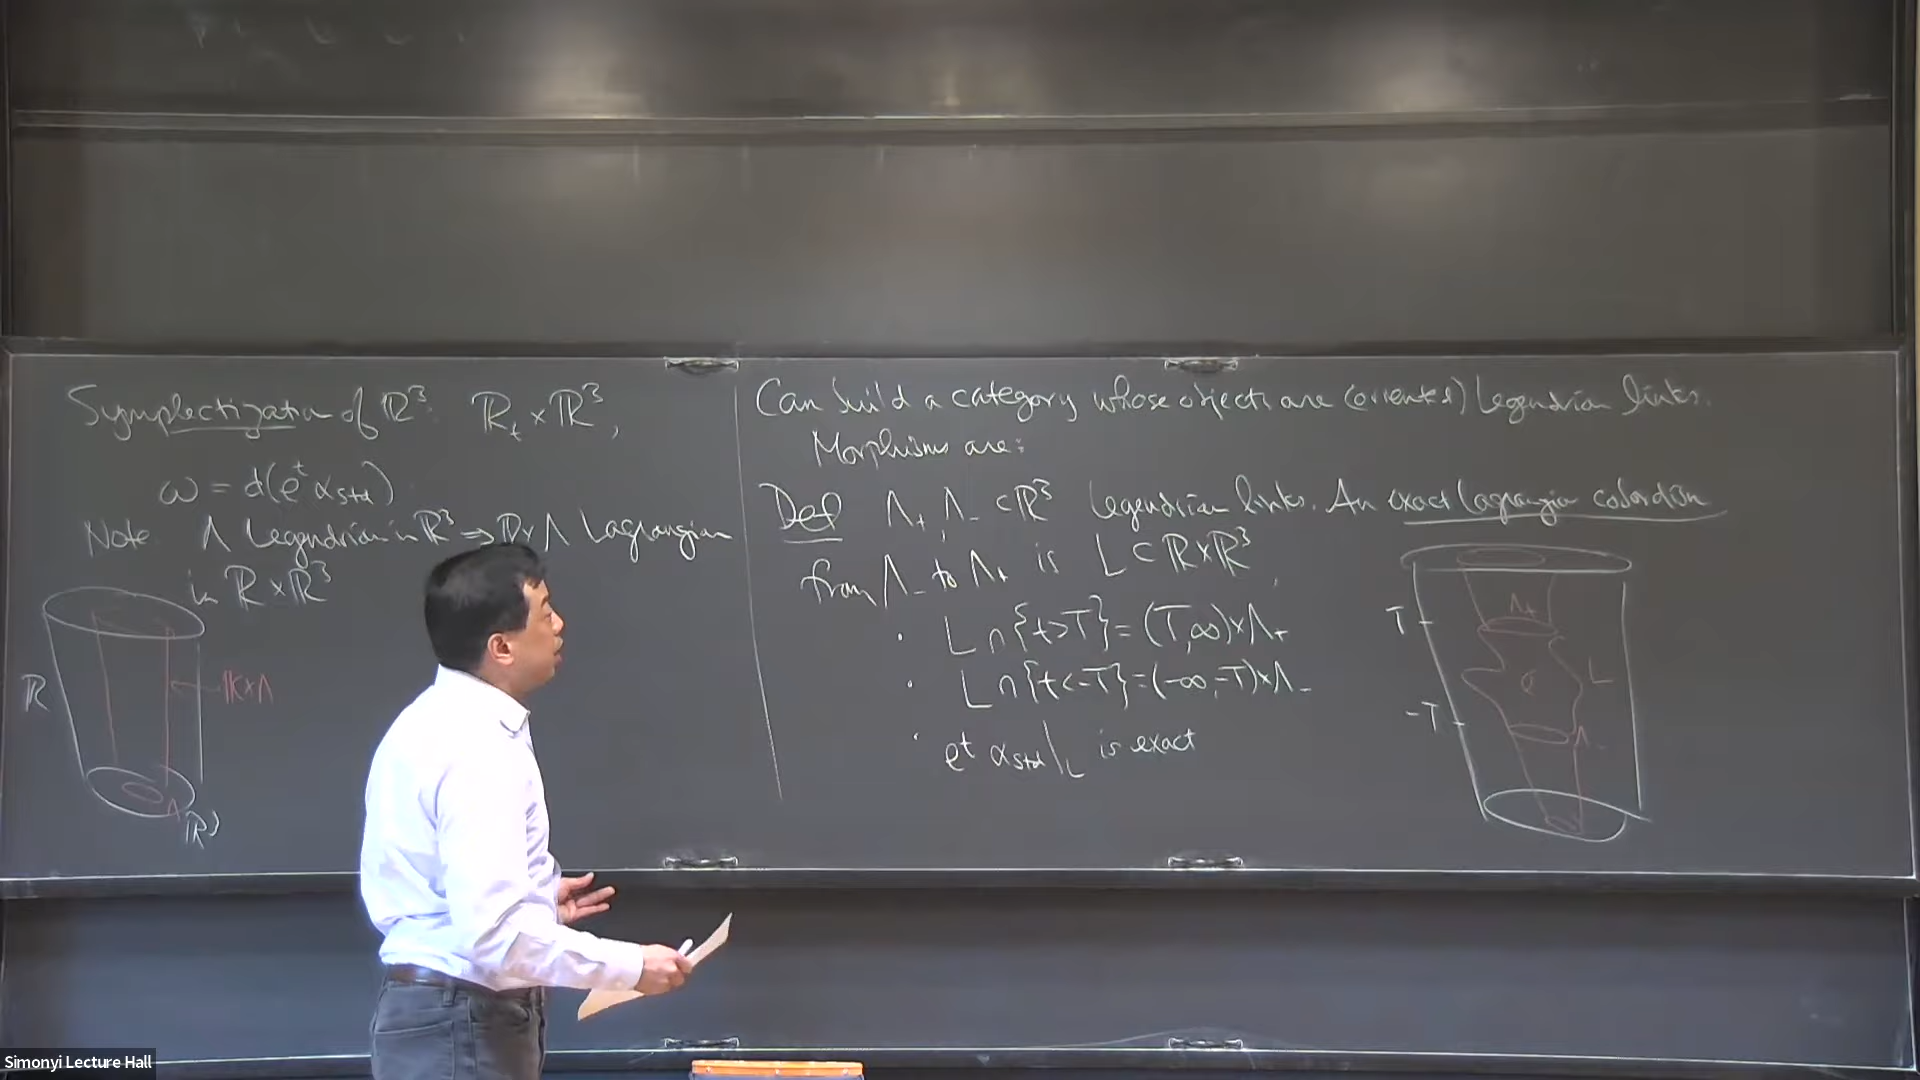 Symplectization of ℝ³: ℝₜ × ℝ³,
ω = d(eᵗ α_std)
Note Λ Legendrian in ℝ³ ⇒ ℝ×Λ Lagrangian
in ℝ × ℝ³
ℝ
ℝ×Λ
Λ
ℝ³
Can build a category whose objects are (oriented) Legendrian links.
Morphisms are:
Def Λ₊, Λ₋ ⊂ ℝ³ Legendrian links. An exact Lagrangian cobordism
from Λ₋ to Λ₊ is L ⊂ ℝ×ℝ³,
· L ∩ {t>T} = (T,∞)×Λ₊
· L ∩ {t<-T} = (-∞,-T)×Λ₋
· eᵗ α_std|_L is exact
T
Λ₊
L
-T
Λ₋
Simonyi Lecture Hall